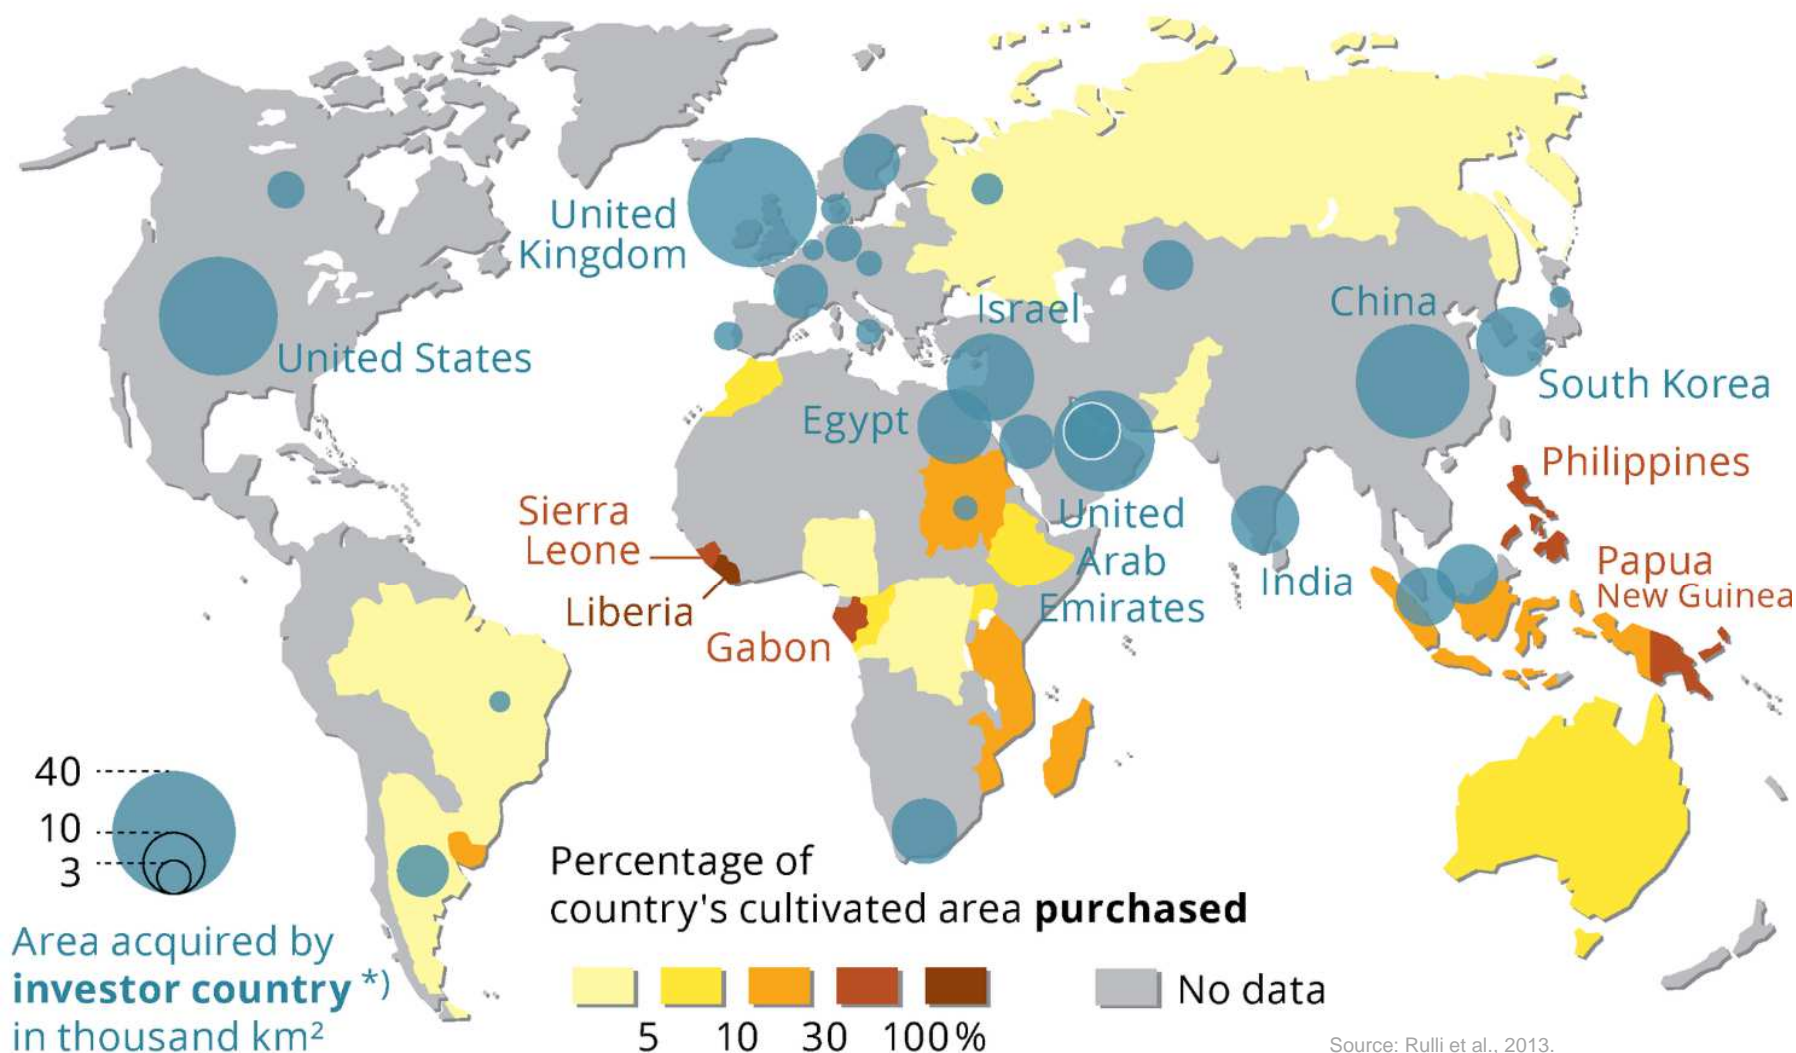 United
Kingdom
Israel
China
United States
South Korea
Egypt
Philippines
Sierra
Leone
United
Arab
Emirates
India
Papua
New Guinea
Liberia
Gabon
40
10
3
Area acquired by
investor country *)
in thousand km²
Percentage of
country's cultivated area purchased
5 10 30 100%
No data
Source: Rulli et al., 2013.